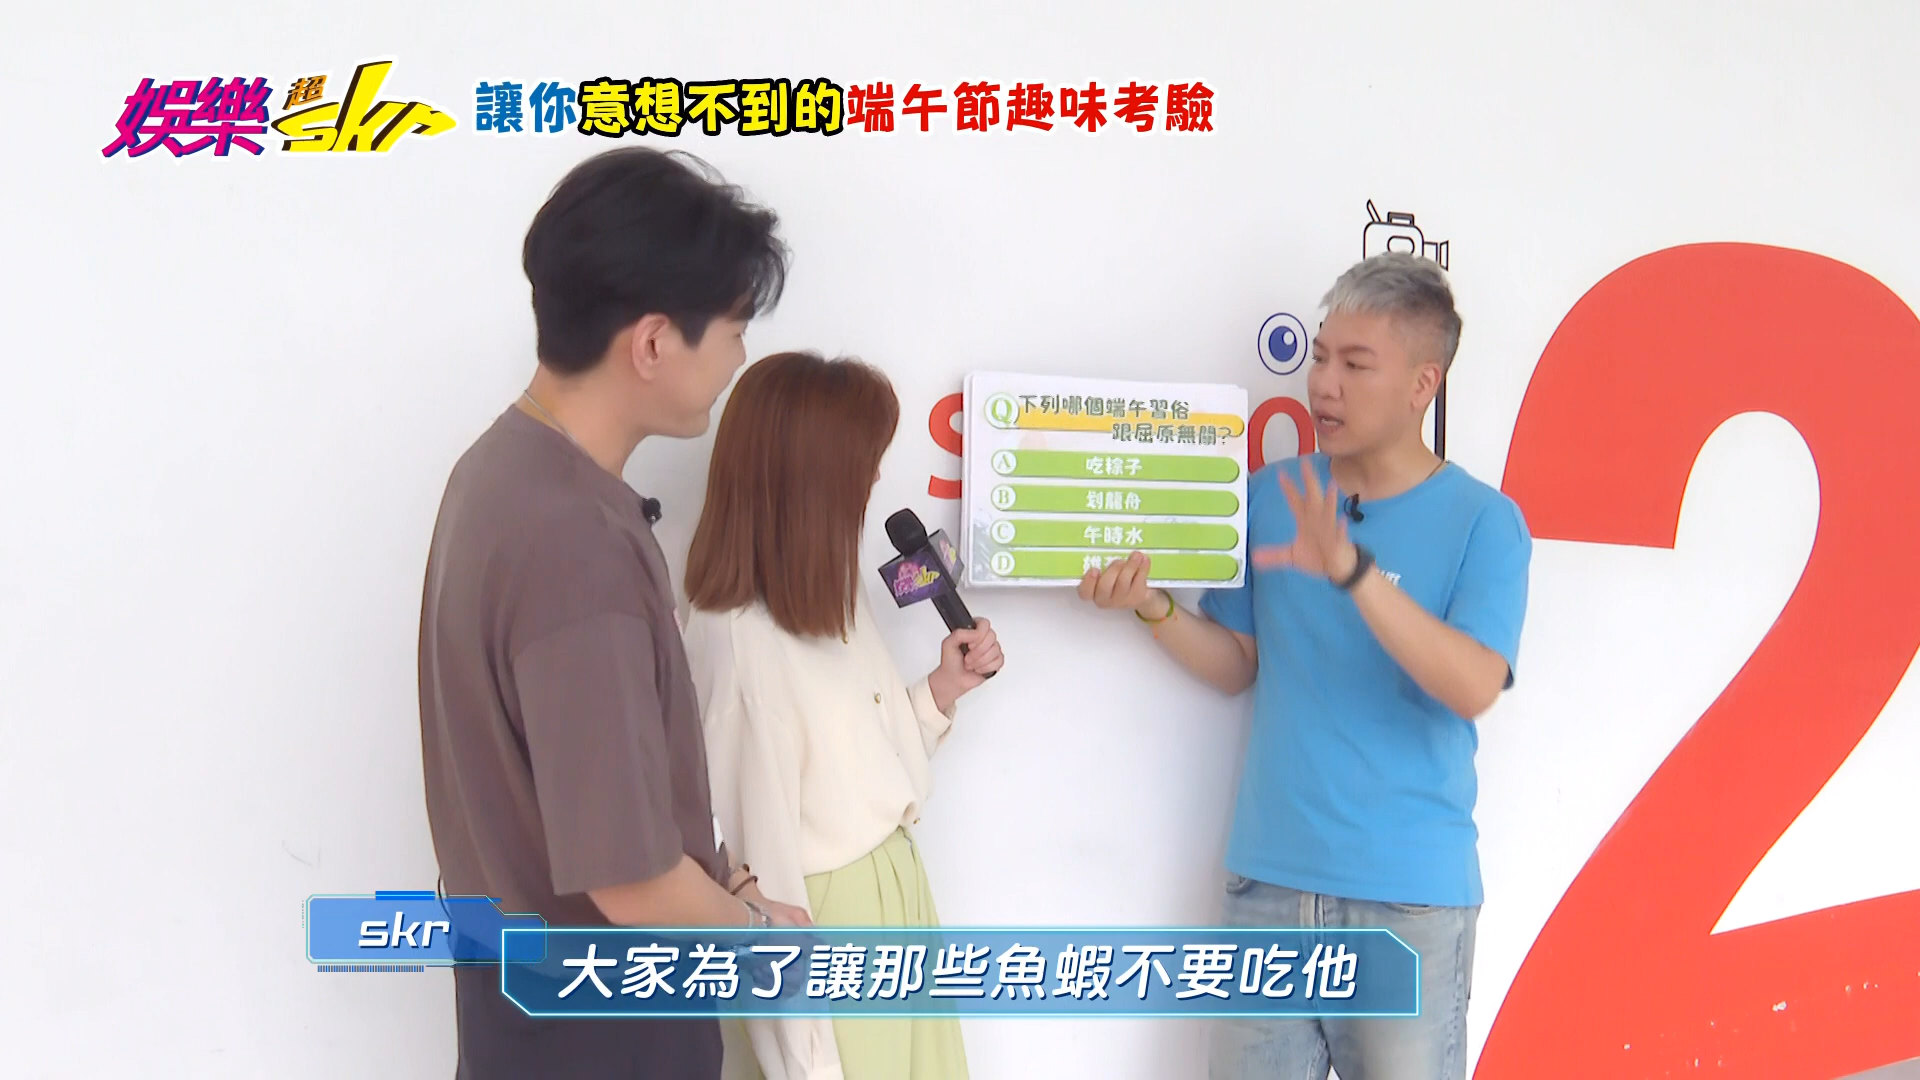 娛樂超skr
讓你意想不到的端午節趣味考驗
Q 下列哪個端午習俗
跟屈原無關?
A 吃粽子
B 划龍舟
C 午時水
D 雄
skr
大家為了讓那些魚蝦不要吃他
2